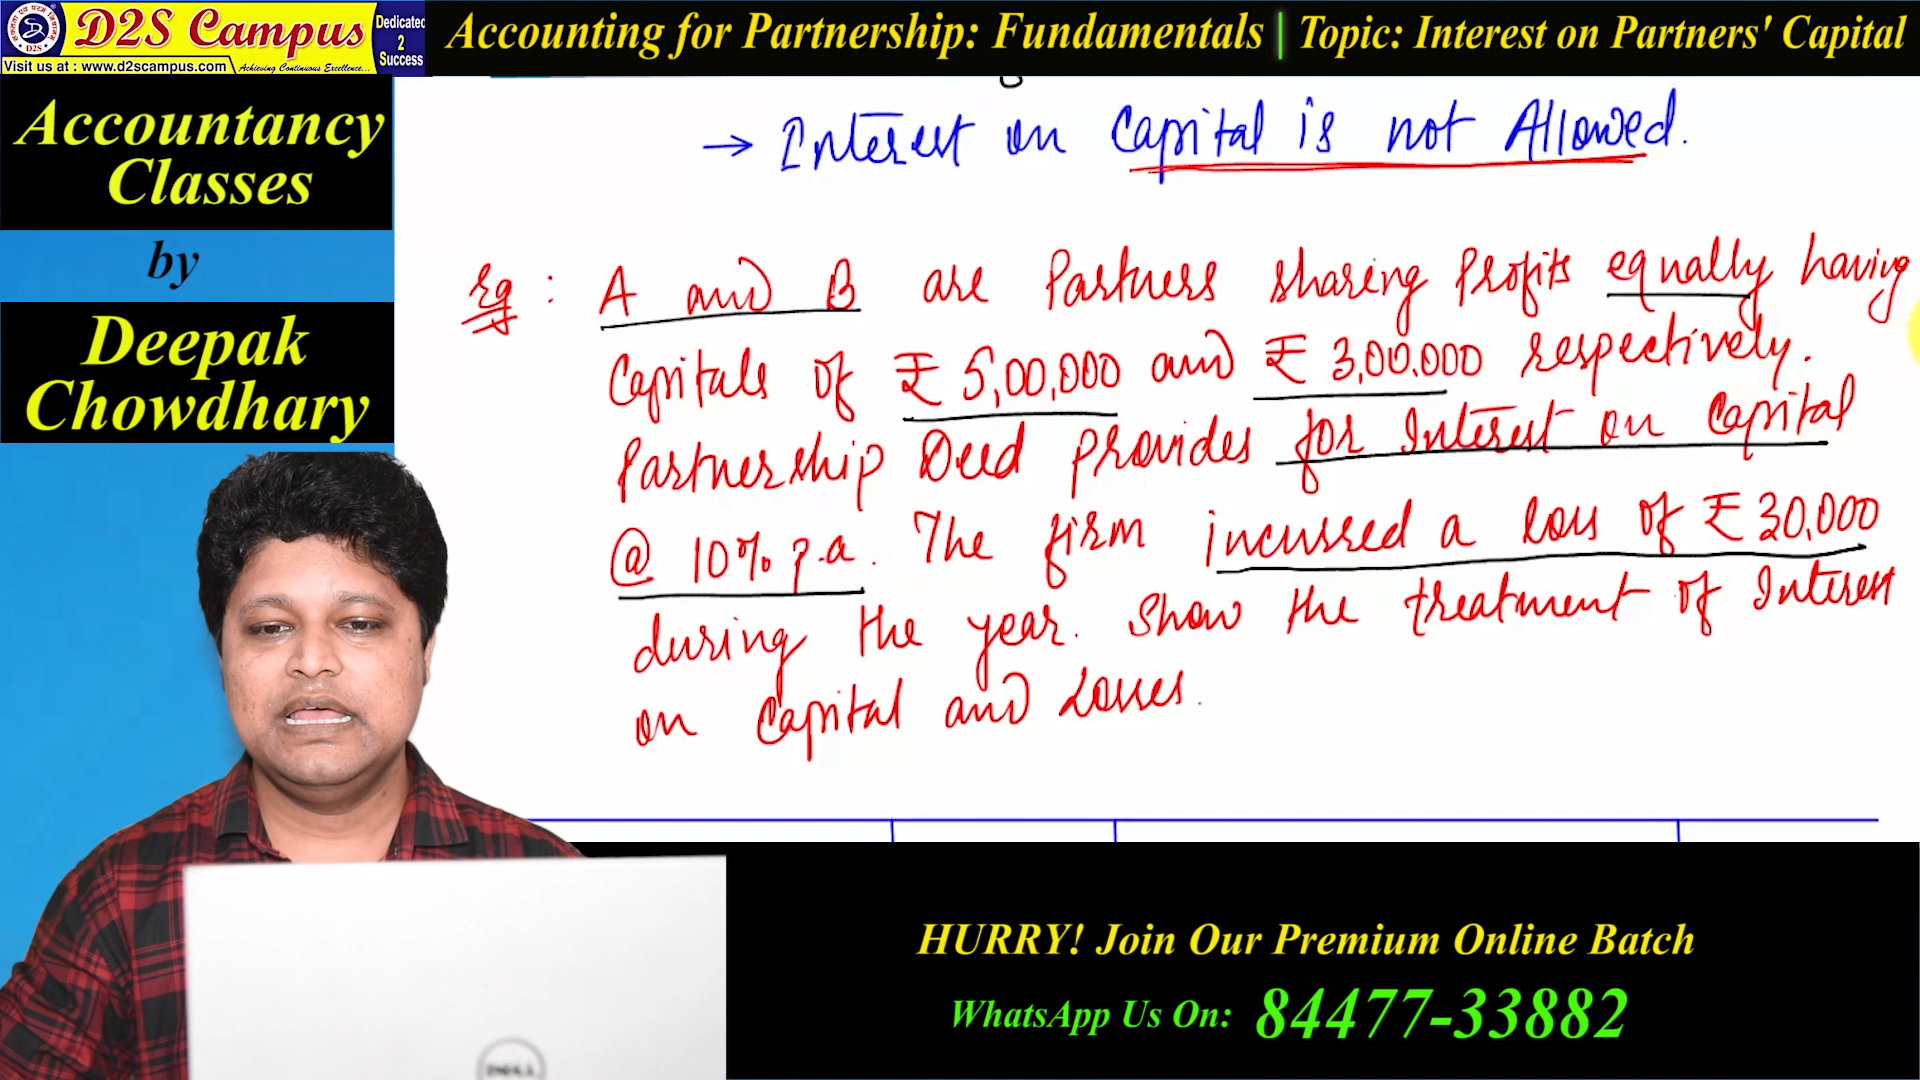 D2S Campus
Dedicated
2
Success
Visit us at : www.d2scampus.com
Achieving Continuous Excellence...
Accounting for Partnership: Fundamentals | Topic: Interest on Partners' Capital
Accountancy
Classes
by
Deepak
Chowdhary
→ Interest on Capital is not Allowed.
Eg : A and B are Partners sharing Profits equally having
Capitals of ₹ 5,00,000 and ₹ 3,00,000 respectively.
Partnership Deed provides for Interest on Capital
@ 10% p.a. The firm incurred a loss of ₹ 30,000
during the year. Show the treatment of Interest
on Capital and Losses.
HURRY! Join Our Premium Online Batch
WhatsApp Us On: 84477-33882
DELL